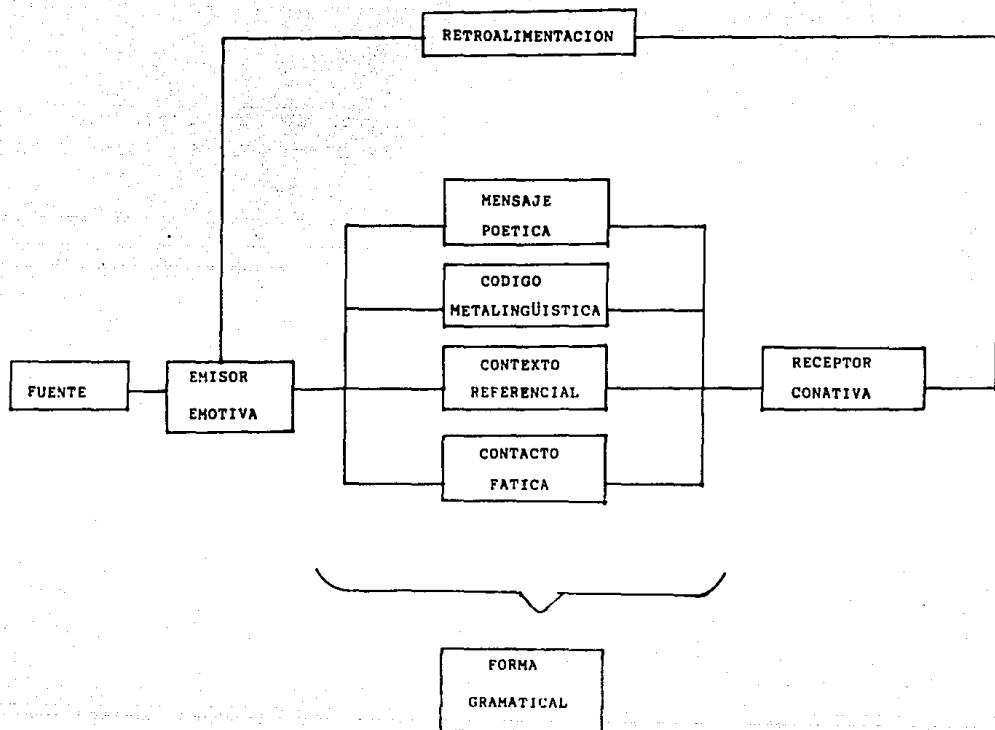 RETROALIMENTACION
MENSAJE
POETICA
CODIGO
METALINGÜISTICA
FUENTE
EMISOR
EMOTIVA
CONTEXTO
REFERENCIAL
RECEPTOR
CONATIVA
CONTACTO
FATICA
FORMA
GRAMATICAL